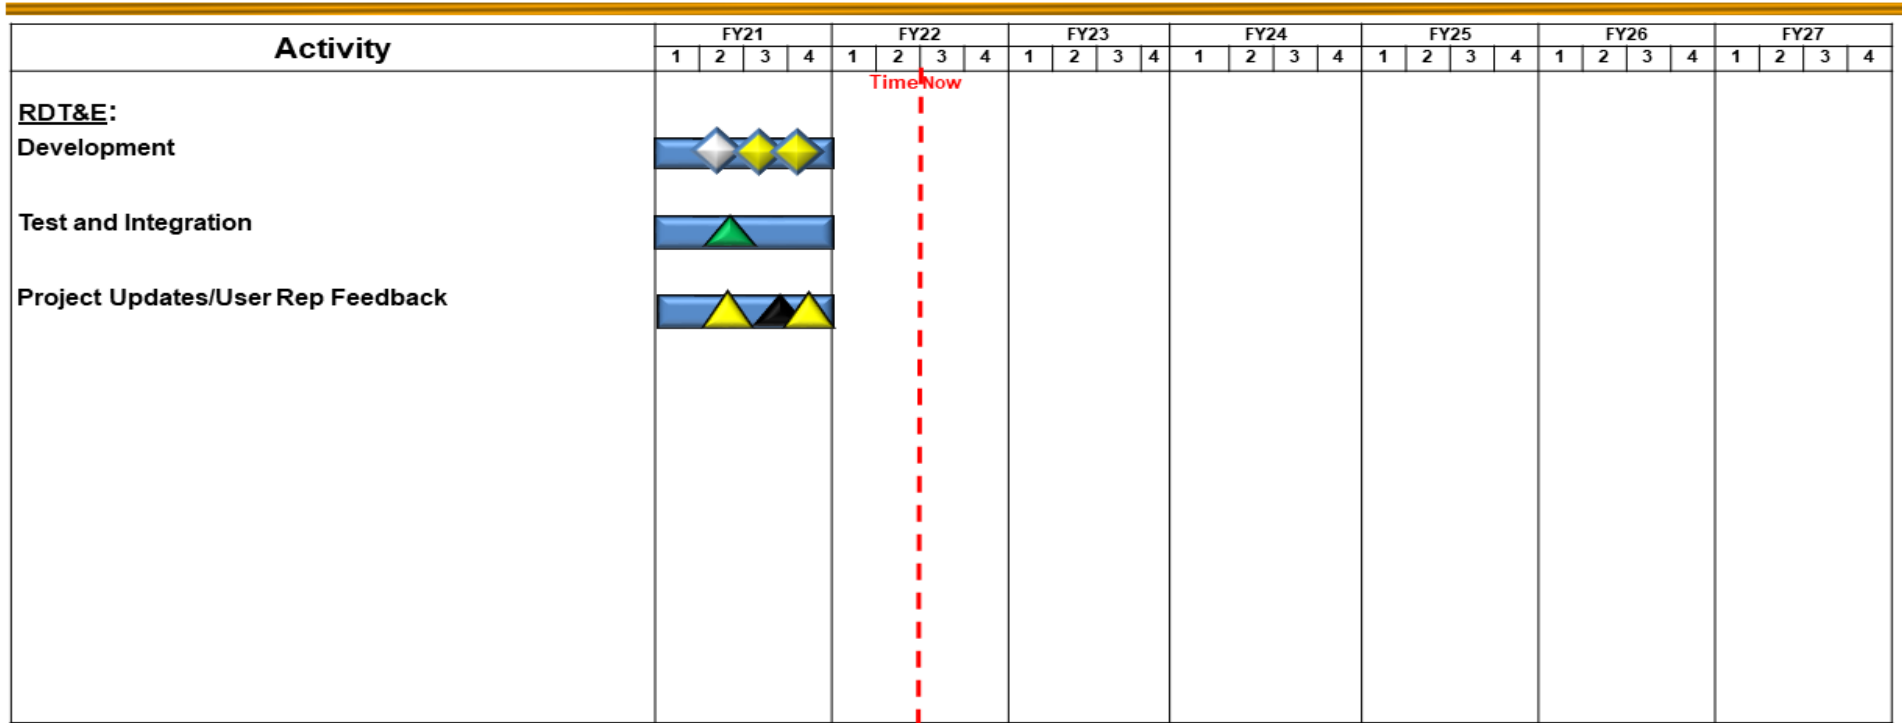 Activity
FY21 FY22 FY23 FY24 FY25 FY26 FY27
1 2 3 4 1 2 3 4 1 2 3 4 1 2 3 4 1 2 3 4 1 2 3 4 1 2 3 4
Time Now
RDT&E:
Development
Test and Integration
Project Updates/User Rep Feedback